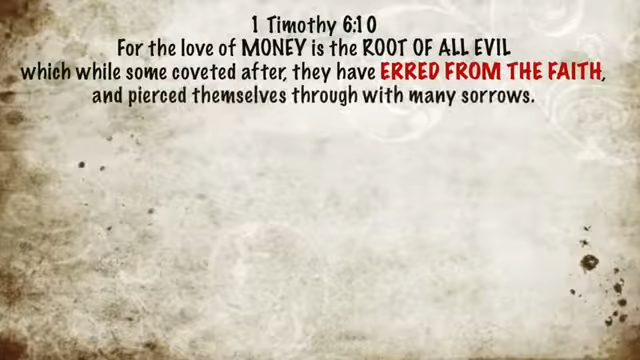 1 Timothy 6:10
For the love of MONEY is the ROOT OF ALL EVIL
which while some coveted after, they have ERRED FROM THE FAITH,
and pierced themselves through with many sorrows.